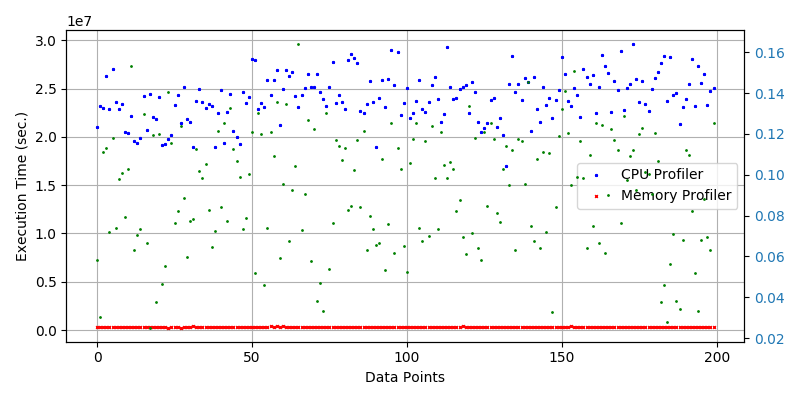 1e7
3.0
2.5
2.0
1.5
1.0
0.5
0.0
Execution Time (sec.)
0.16
0.14
0.12
0.10
0.08
0.06
0.04
0.02
CPU Profiler
Memory Profiler
0 50 100 150 200
Data Points